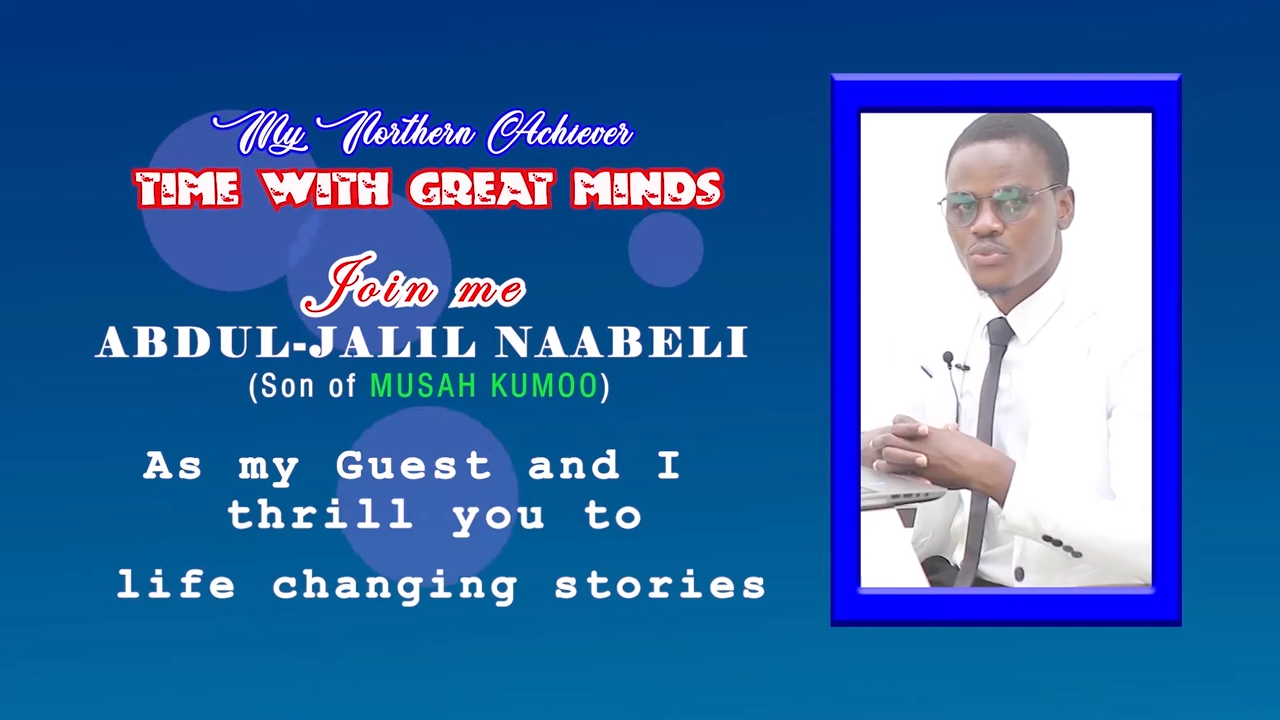 My Northern Achiever
TIME WITH GREAT MINDS
Join me
ABDUL-JALIL NAABELI
(Son of MUSAH KUMOO)
As my Guest and I
thrill you to
life changing stories